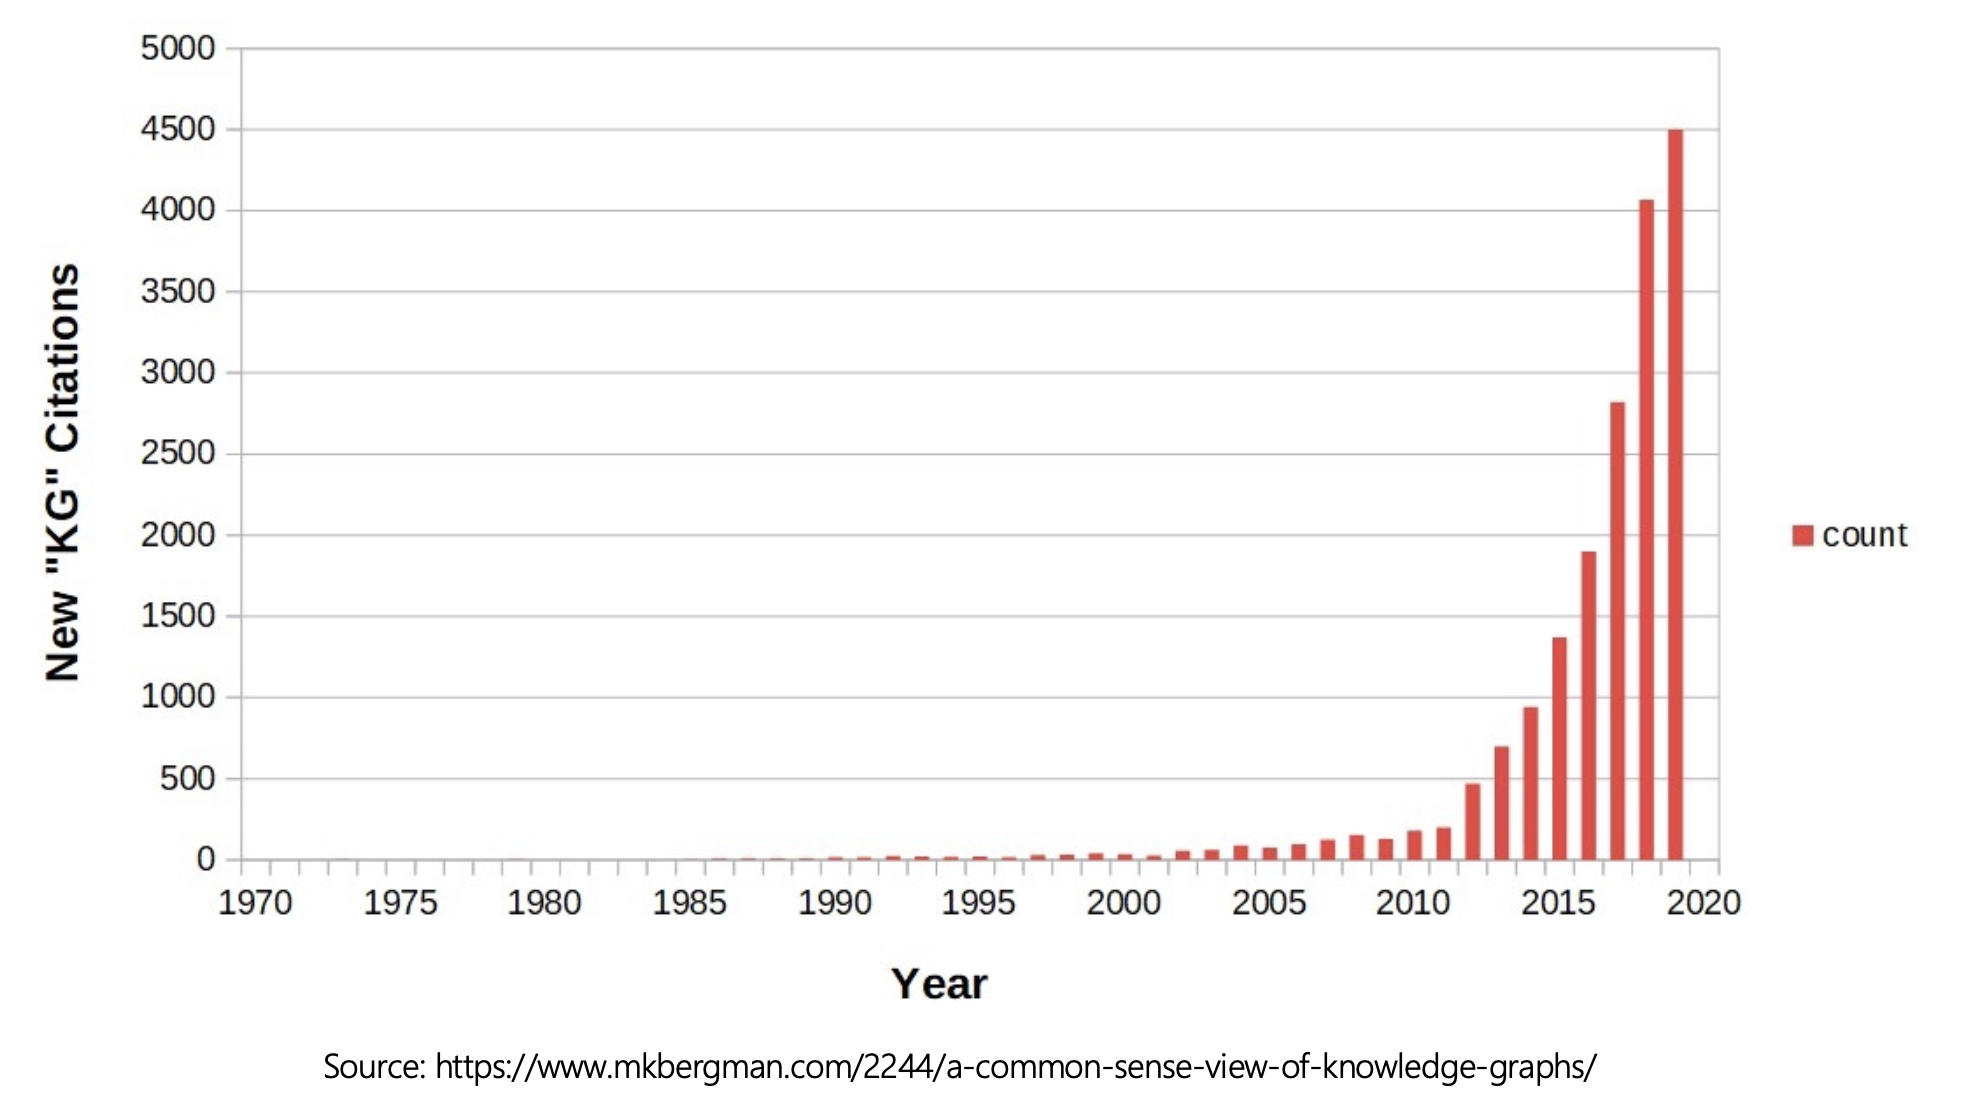 5000
4500
4000
3500
3000
2500
2000
1500
1000
500
0
New "KG" Citations
1970 1975 1980 1985 1990 1995 2000 2005 2010 2015 2020
Year
count
Source: https://www.mkbergman.com/2244/a-common-sense-view-of-knowledge-graphs/